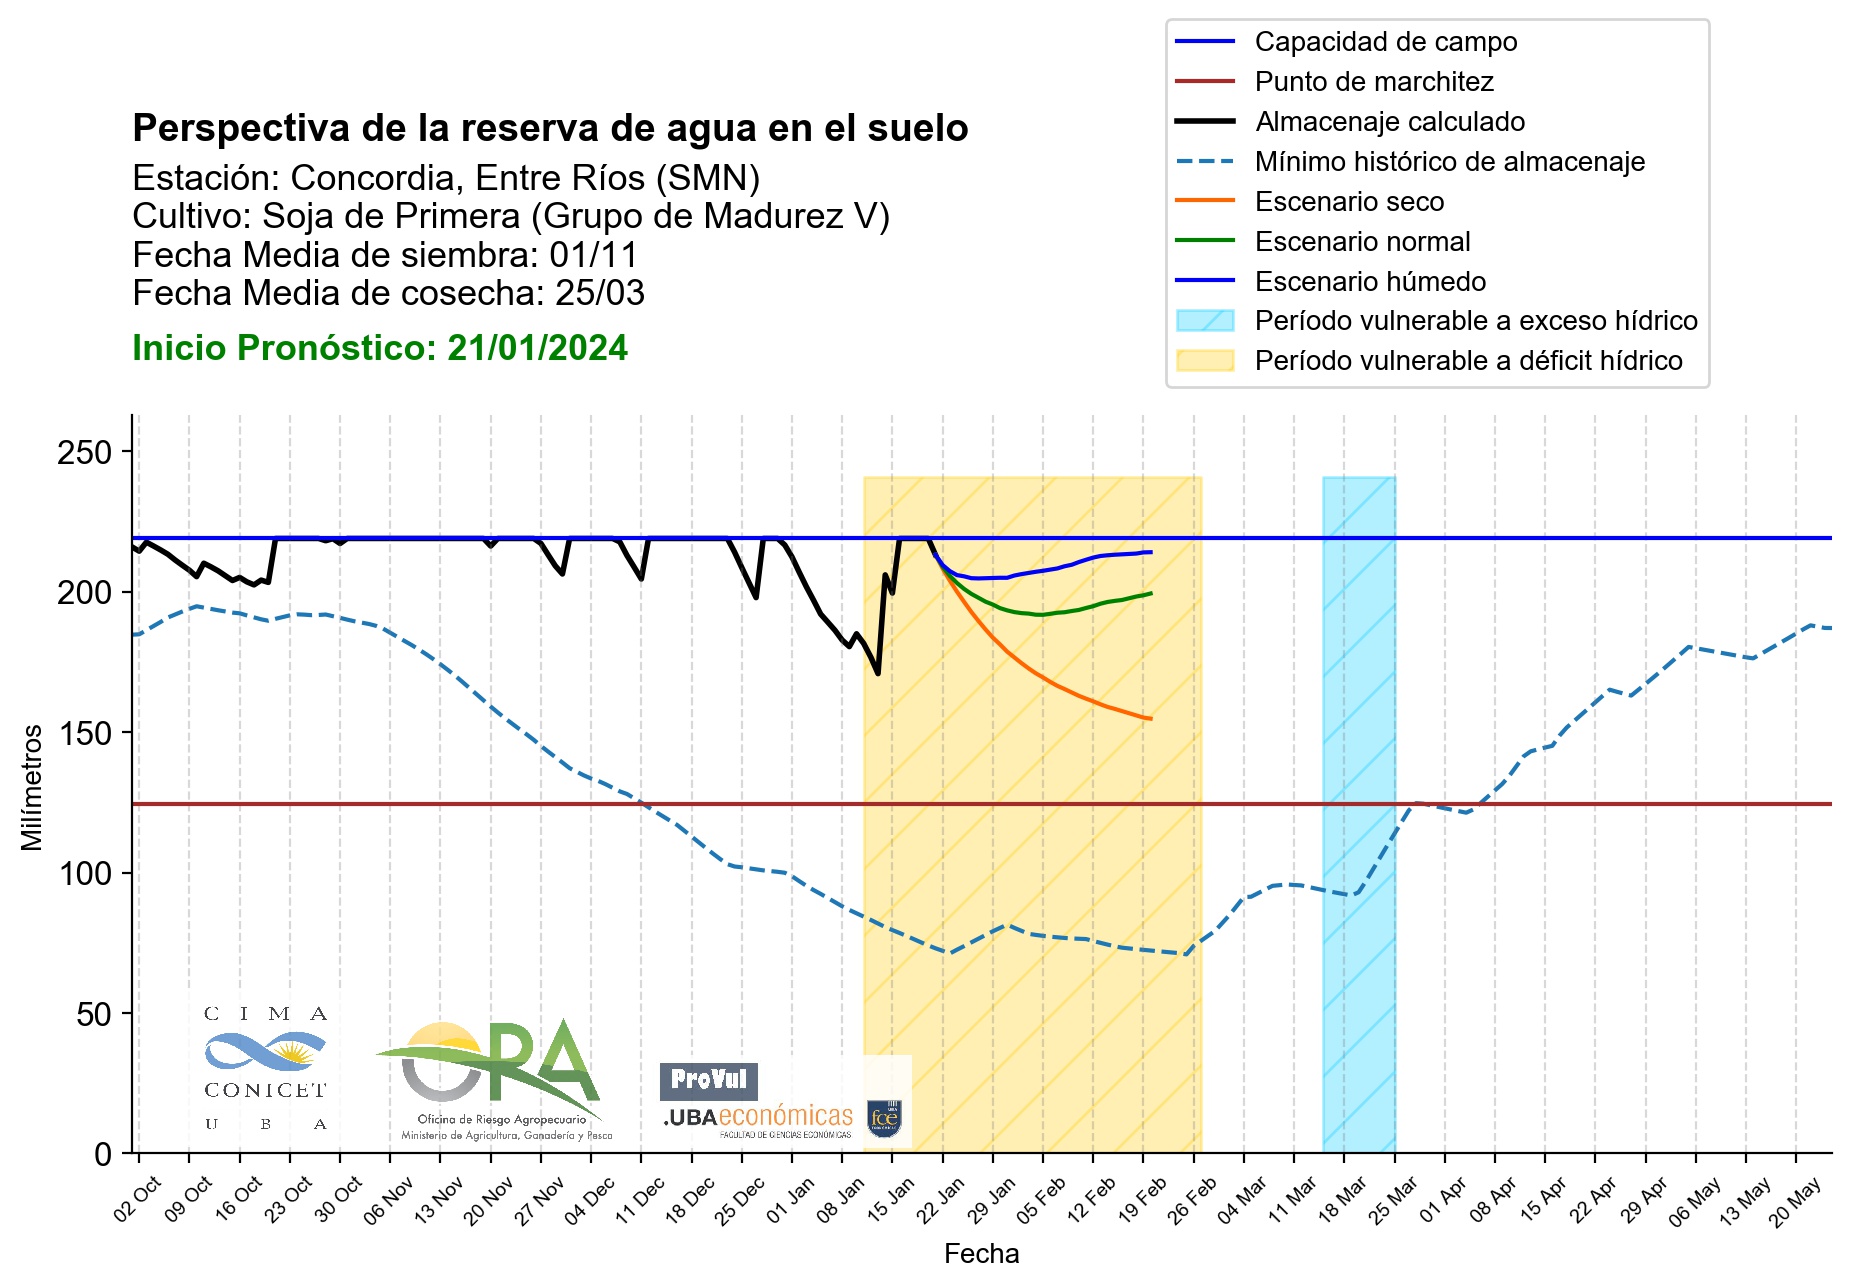 Capacidad de campo
Punto de marchitez
Almacenaje calculado
Mínimo histórico de almacenaje
Escenario seco
Escenario normal
Escenario húmedo
Período vulnerable a exceso hídrico
Período vulnerable a déficit hídrico
Perspectiva de la reserva de agua en el suelo
Estación: Concordia, Entre Ríos (SMN)
Cultivo: Soja de Primera (Grupo de Madurez V)
Fecha Media de siembra: 01/11
Fecha Media de cosecha: 25/03
Inicio Pronóstico: 21/01/2024
250
200
150
100
50
0
Milímetros
CIMA
CONICET
UBA
ORA
Oficina de Riesgo Agropecuario
Ministerio de Agricultura, Ganadería y Pesca
ProVul
.UBAeconómicas
FACULTAD DE CIENCIAS ECONÓMICAS
fce
02 Oct
09 Oct
16 Oct
23 Oct
30 Oct
06 Nov
13 Nov
20 Nov
27 Nov
04 Dec
11 Dec
18 Dec
25 Dec
01 Jan
08 Jan
15 Jan
22 Jan
29 Jan
05 Feb
12 Feb
19 Feb
26 Feb
04 Mar
11 Mar
18 Mar
25 Mar
01 Apr
08 Apr
15 Apr
22 Apr
29 Apr
06 May
13 May
20 May
Fecha